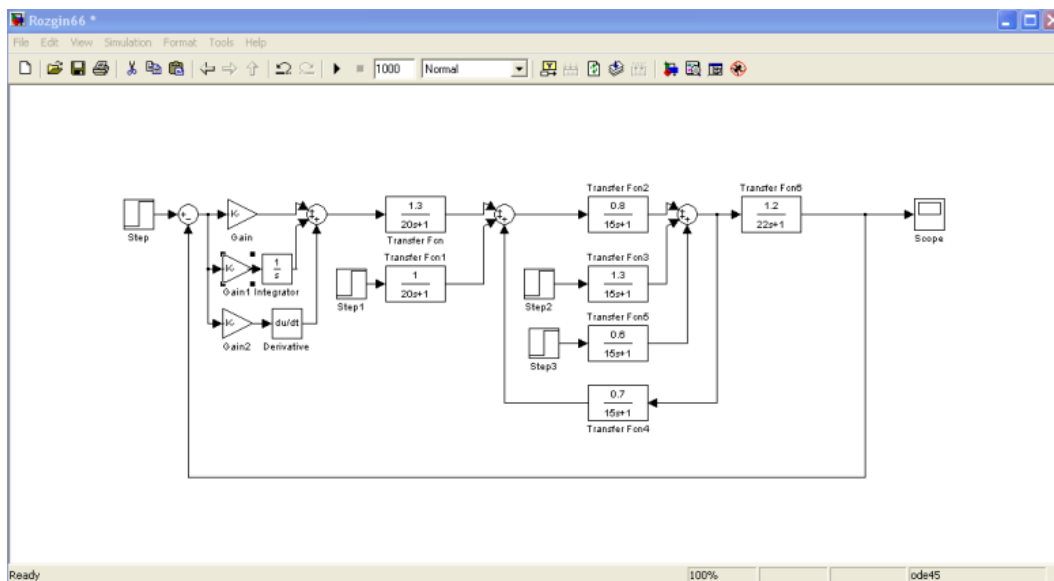 Rozgin66 *
File Edit View Simulation Format Tools Help
1000 Normal
Transfer Fcn2
Transfer Fcn6
Step
K-
Gain
1.3
20s+1
Transfer Fcn
0.8
15s+1
1.2
22s+1
Scope
Transfer Fcn1
Transfer Fcn3
K-
Gain1
1
s
Integrator
Step1
1
20s+1
Step2
1.3
15s+1
Transfer Fcn5
K-
Gain2
du/dt
Derivative
Step3
0.6
15s+1
0.7
15s+1
Transfer Fcn4
Ready 100% ode45